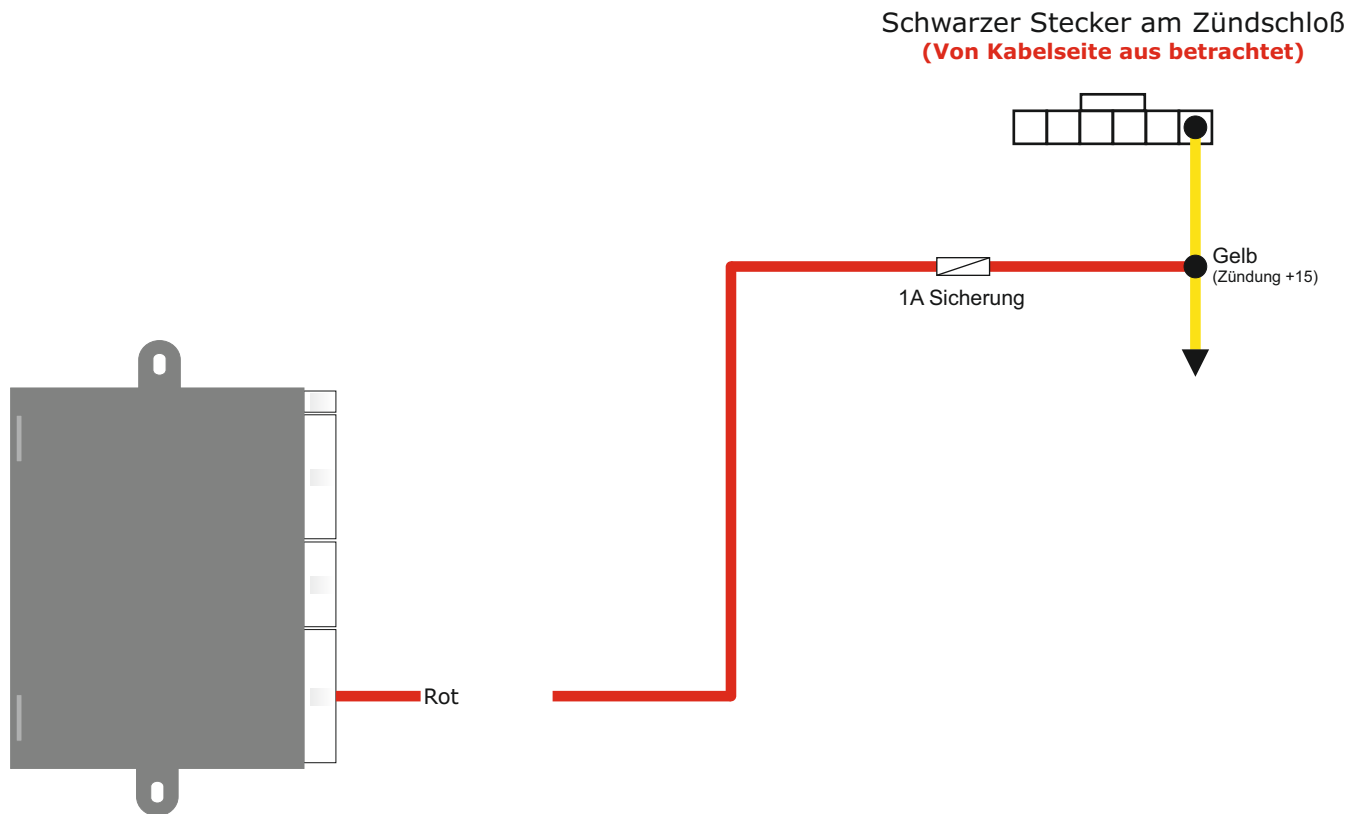 Schwarzer Stecker am Zündschloß
(Von Kabelseite aus betrachtet)
Gelb
(Zündung +15)
1A Sicherung
Rot